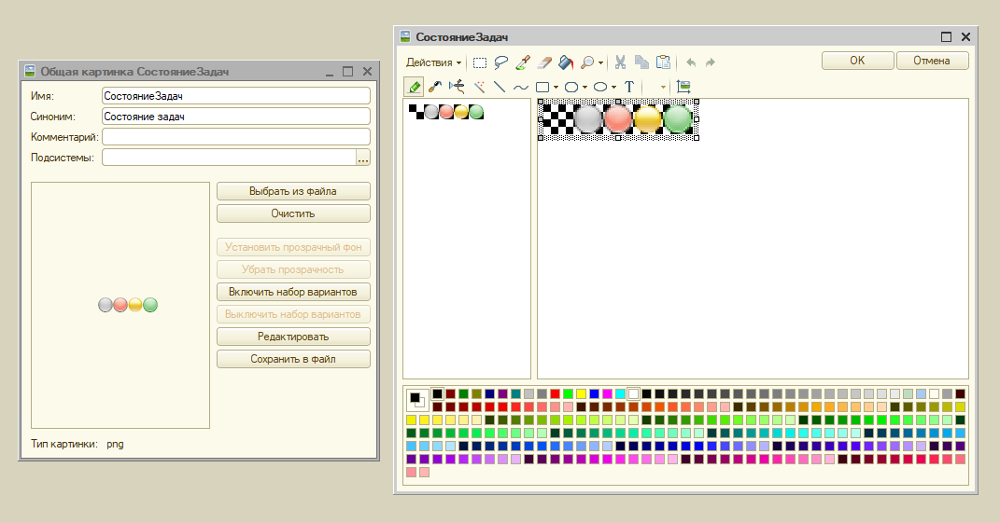 Общая картинка СостояниеЗадач
Имя: СостояниеЗадач
Синоним: Состояние задач
Комментарий:
Подсистемы: ...
Выбрать из файла
Очистить
Установить прозрачный фон
Убрать прозрачность
Включить набор вариантов
Выключить набор вариантов
Редактировать
Сохранить в файл
Тип картинки: png
СостояниеЗадач
Действия OK Отмена
T